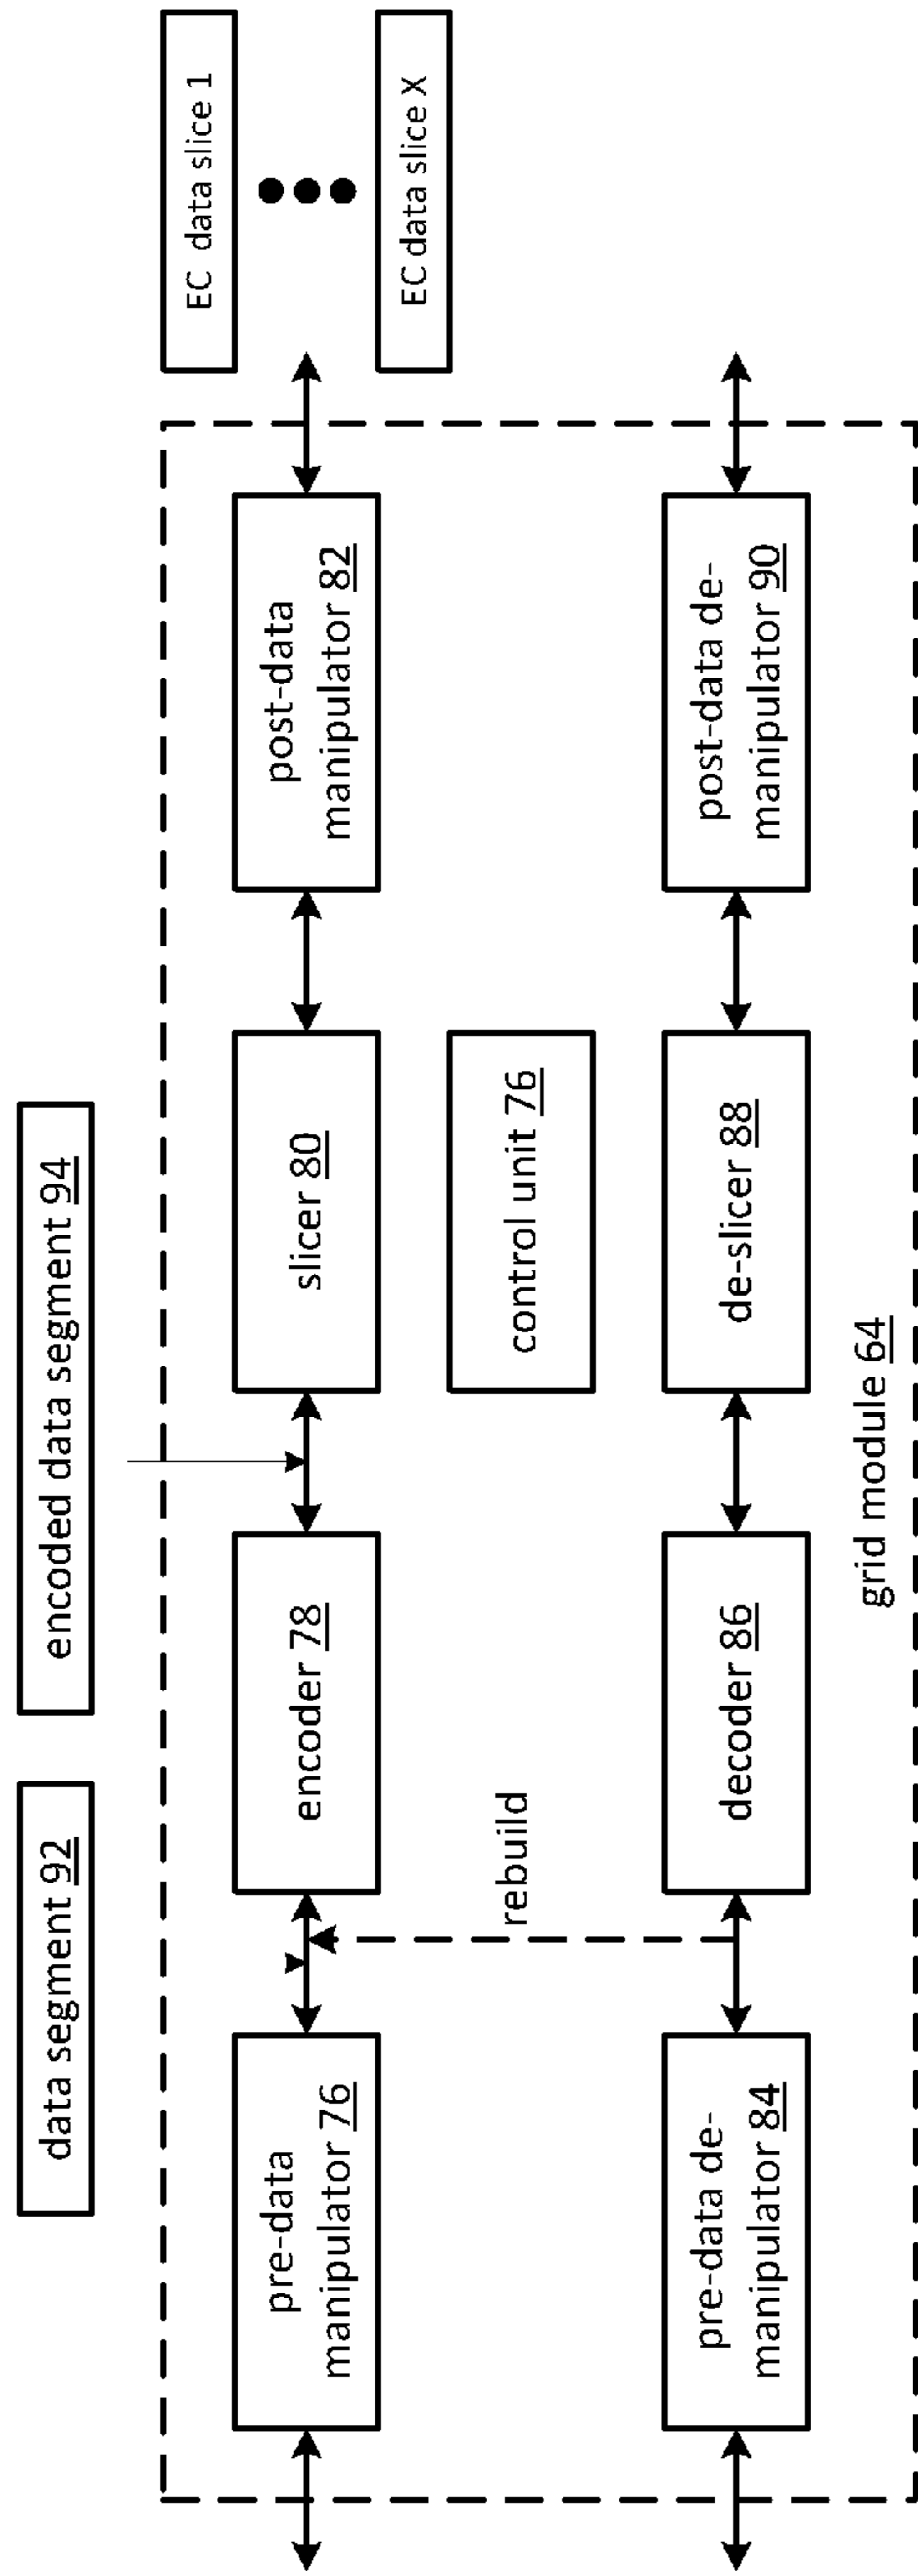 data segment 92
encoded data segment 94
pre-data
manipulator 76
encoder 78
slicer 80
post-data
manipulator 82
EC data slice 1
EC data slice X
rebuild
control unit 76
pre-data de-
manipulator 84
decoder 86
de-slicer 88
post-data de-
manipulator 90
grid module 64